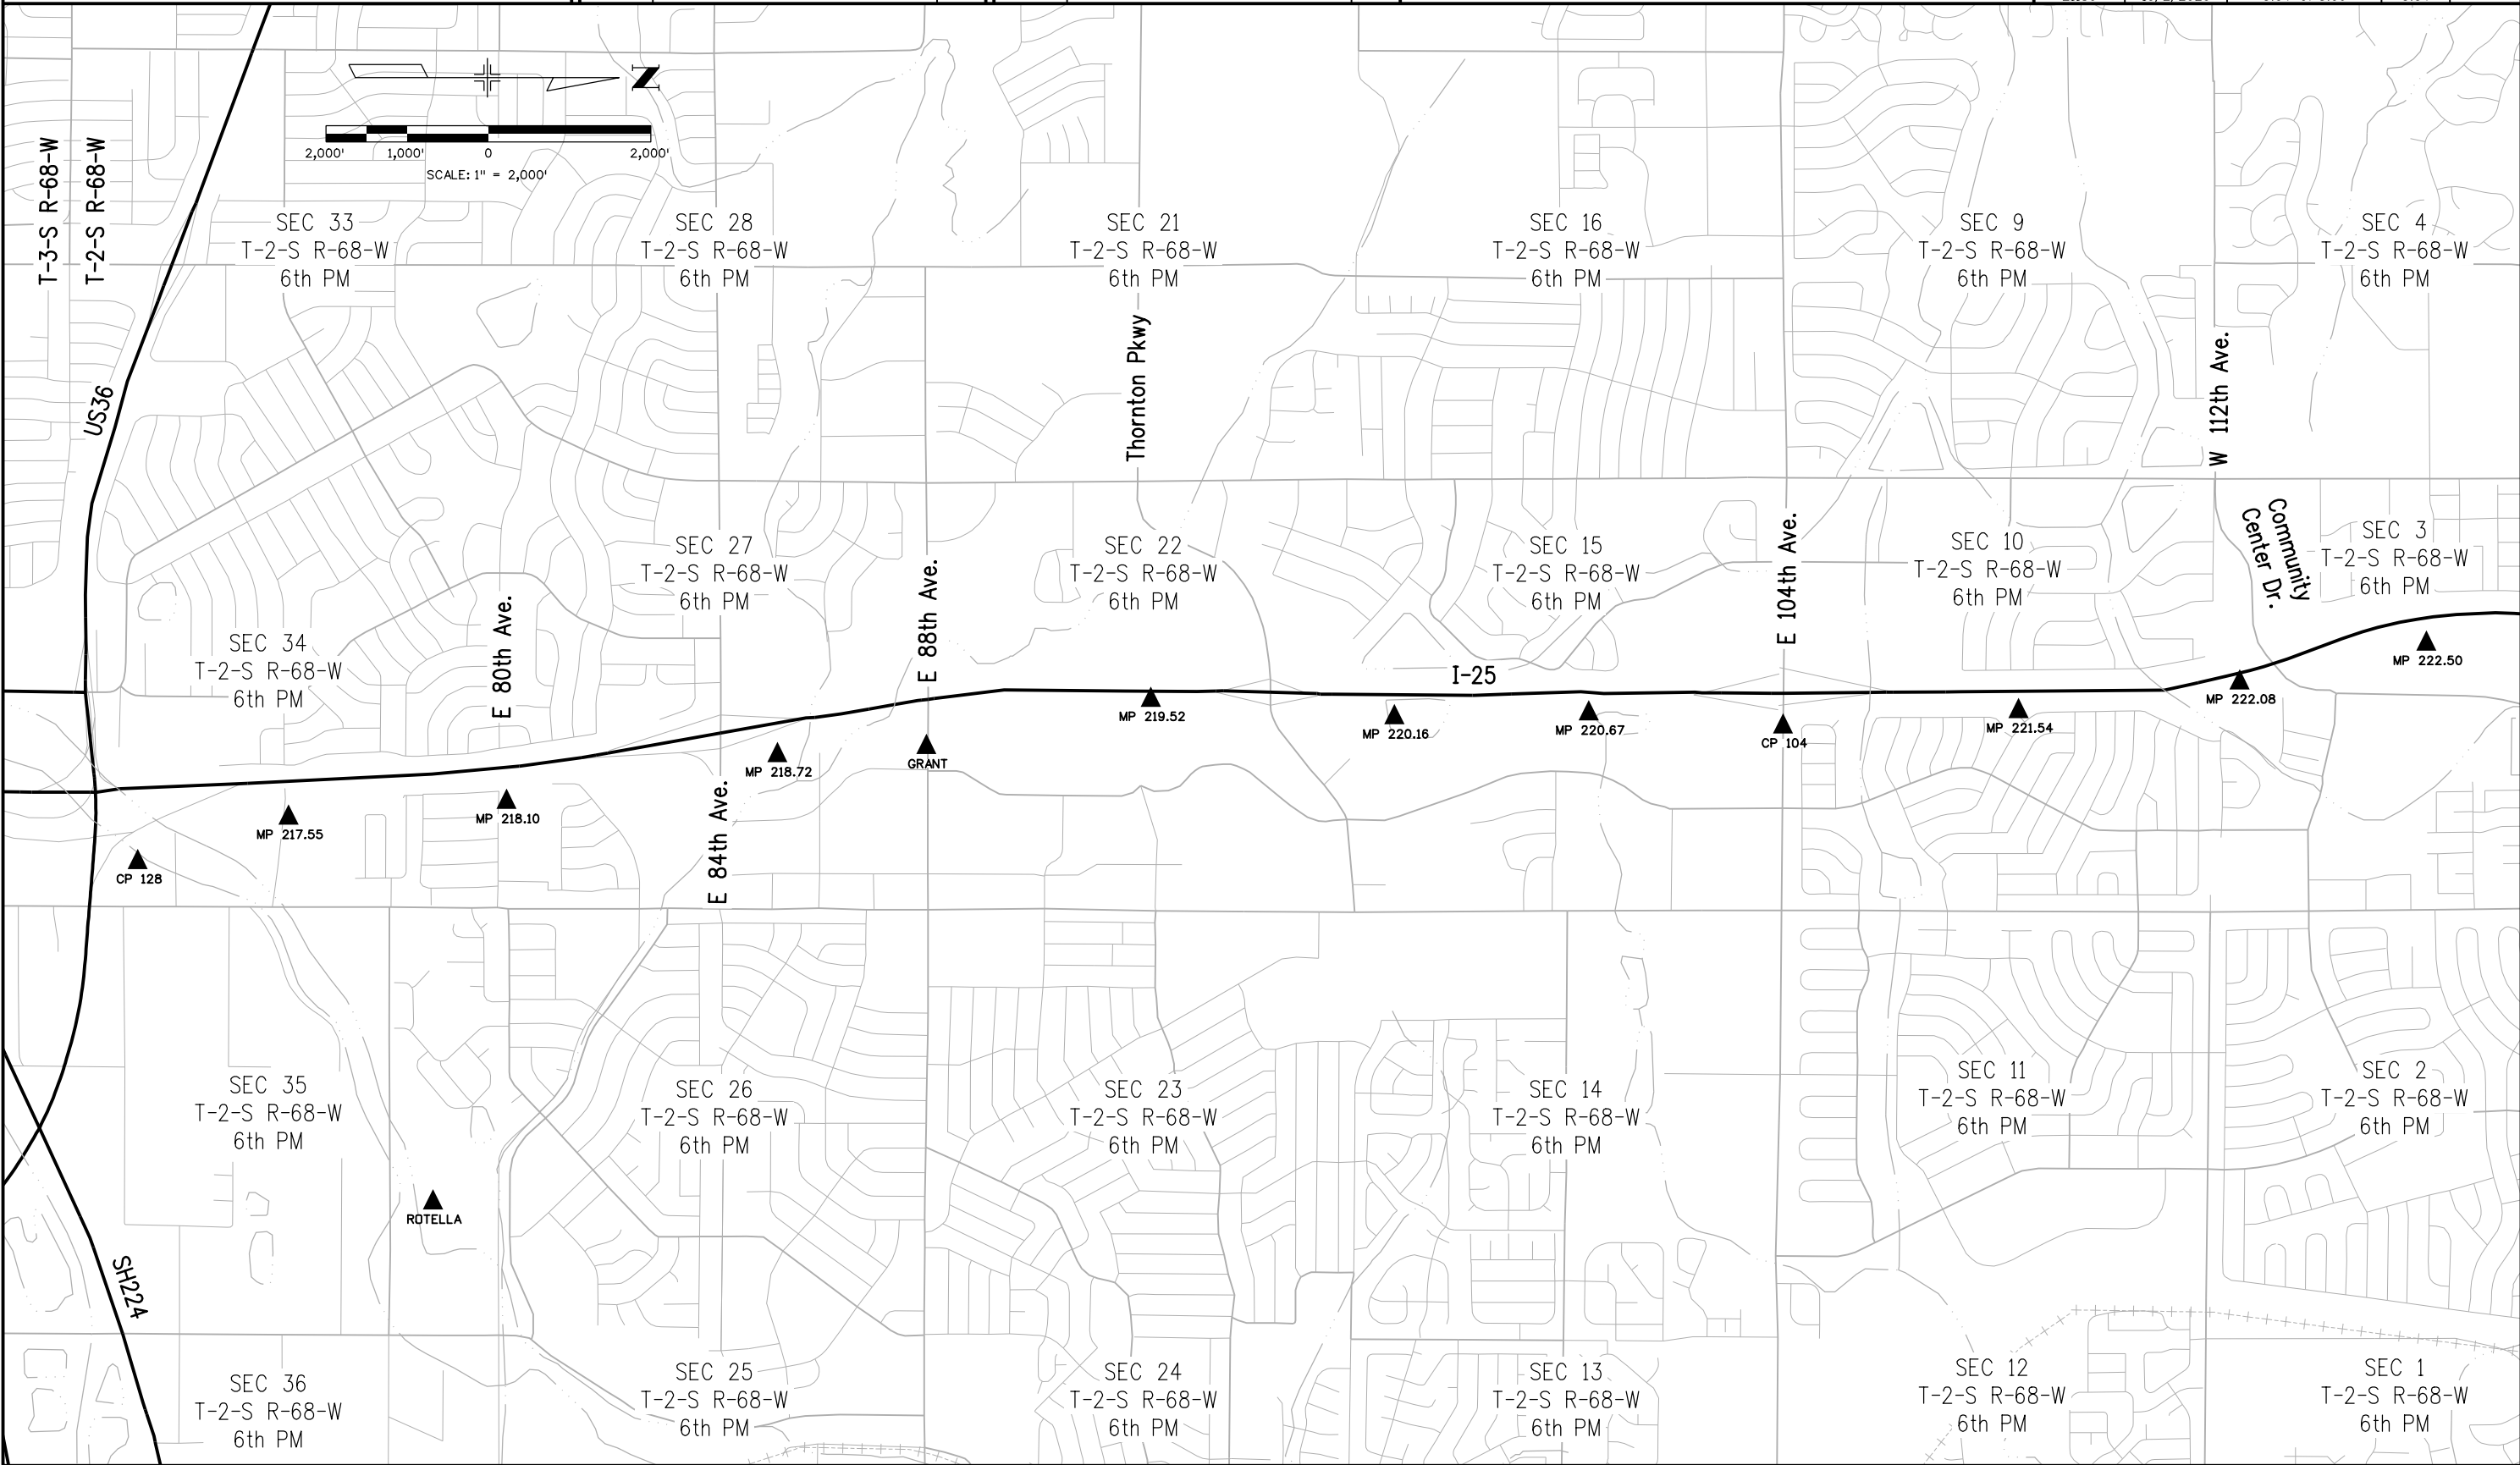 N
2,000'
1,000'
0
2,000'
SCALE: 1" = 2,000'
T-3-S R-68-W
T-2-S R-68-W
SEC 33
T-2-S R-68-W
6th PM
SEC 28
T-2-S R-68-W
6th PM
SEC 21
T-2-S R-68-W
6th PM
SEC 16
T-2-S R-68-W
6th PM
SEC 9
T-2-S R-68-W
6th PM
SEC 4
T-2-S R-68-W
6th PM
US36
Thornton Pkwy
W 112th Ave.
SEC 34
T-2-S R-68-W
6th PM
E 80th Ave.
SEC 27
T-2-S R-68-W
6th PM
E 88th Ave.
SEC 22
T-2-S R-68-W
6th PM
SEC 15
T-2-S R-68-W
6th PM
E 104th Ave.
SEC 10
T-2-S R-68-W
6th PM
Community
Center Dr.
SEC 3
T-2-S R-68-W
6th PM
I-25
MP 222.50
MP 222.08
MP 219.52
MP 220.16
MP 220.67
CP 104
MP 221.54
GRANT
MP 218.72
MP 218.10
MP 217.55
CP 128
E 84th Ave.
SEC 35
T-2-S R-68-W
6th PM
SEC 26
T-2-S R-68-W
6th PM
SEC 23
T-2-S R-68-W
6th PM
SEC 14
T-2-S R-68-W
6th PM
SEC 11
T-2-S R-68-W
6th PM
SEC 2
T-2-S R-68-W
6th PM
ROTELLA
SH224
SEC 36
T-2-S R-68-W
6th PM
SEC 25
T-2-S R-68-W
6th PM
SEC 24
T-2-S R-68-W
6th PM
SEC 13
T-2-S R-68-W
6th PM
SEC 12
T-2-S R-68-W
6th PM
SEC 1
T-2-S R-68-W
6th PM